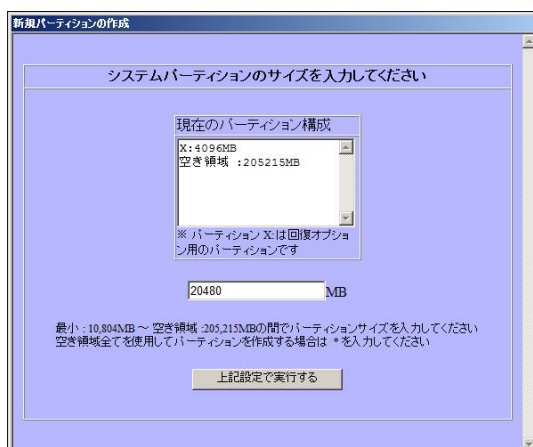 新規パーティションの作成
システムパーティションのサイズを入力してください
現在のパーティション構成
X:4096MB
空き領域 :205215MB
※ パーティション X:は回復オプショ
ン用のパーティションです
20480 MB
最小 : 10,804MB ～ 空き領域 :205,215MBの間でパーティションサイズを入力してください
空き領域全てを使用してパーティションを作成する場合は *を入力してください
上記設定で実行する